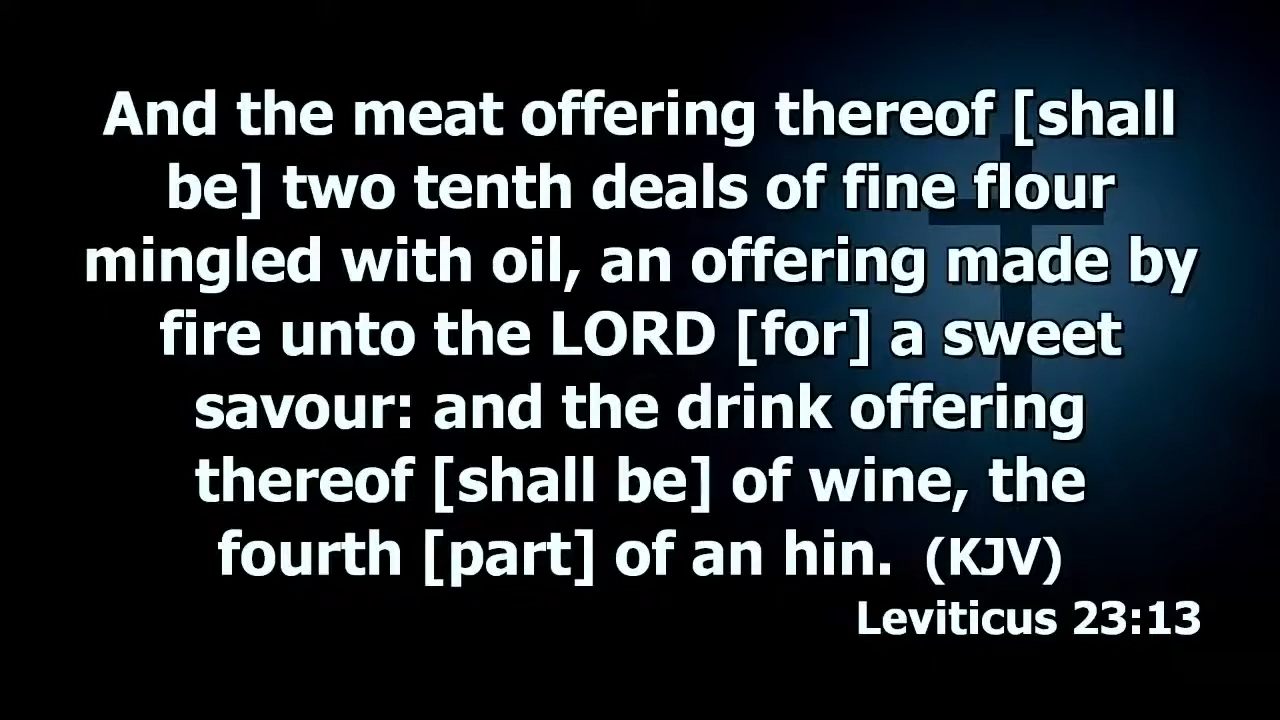 And the meat offering thereof [shall
be] two tenth deals of fine flour
mingled with oil, an offering made by
fire unto the LORD [for] a sweet
savour: and the drink offering
thereof [shall be] of wine, the
fourth [part] of an hin. (KJV)
Leviticus 23:13